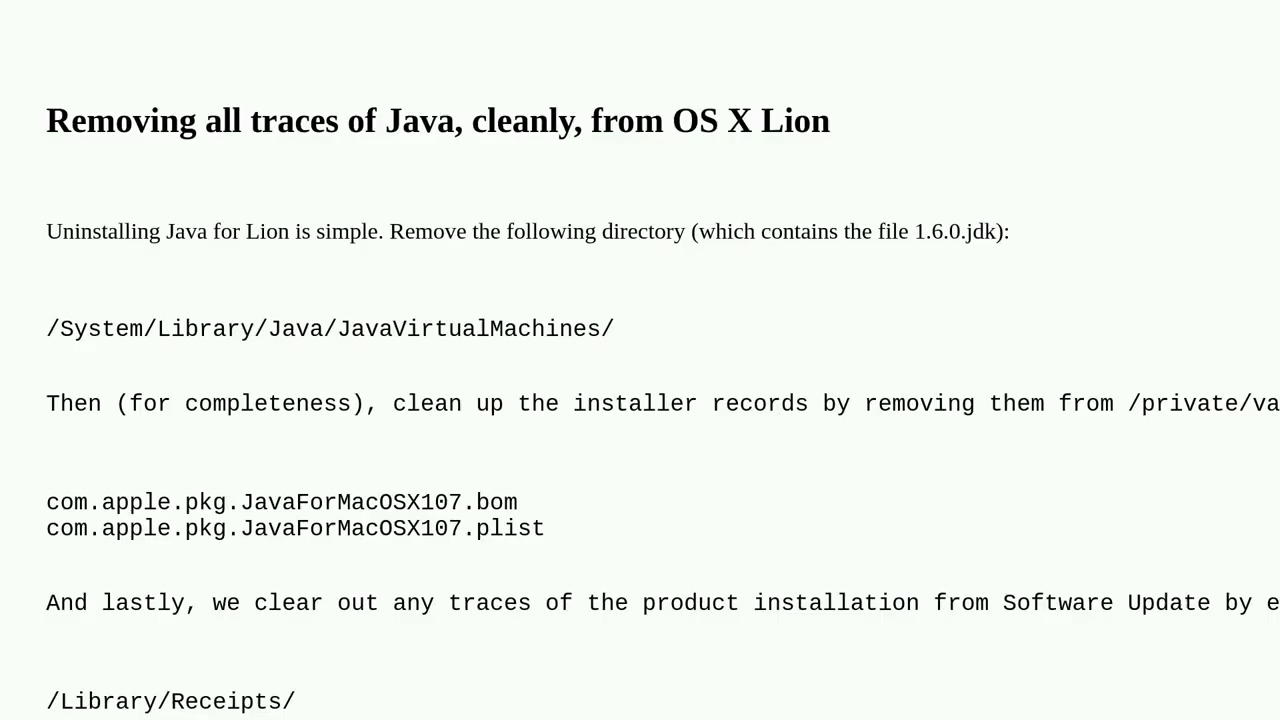 Removing all traces of Java, cleanly, from OS X Lion
Uninstalling Java for Lion is simple. Remove the following directory (which contains the file 1.6.0.jdk):
/System/Library/Java/JavaVirtualMachines/
Then (for completeness), clean up the installer records by removing them from /private/va
com.apple.pkg.JavaForMacOSX107.bom
com.apple.pkg.JavaForMacOSX107.plist
And lastly, we clear out any traces of the product installation from Software Update by e
/Library/Receipts/